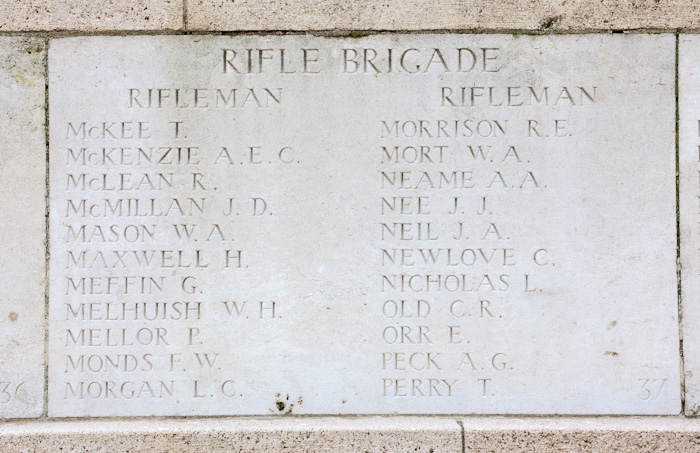 RIFLE BRIGADE
RIFLEMAN
McKEE T.
McKENZIE A.E.C.
McLEAN R.
McMILLAN J.D.
MASON W.A.
MAXWELL H.
MEFFIN G.
MELHUISH W.H.
MELLOR P.
MONDS F.W.
MORGAN L.C.
RIFLEMAN
MORRISON R.E.
MORT W.A.
NEAME A.A.
NEE J.J.
NEIL J.A.
NEWLOVE C.
NICHOLAS L.
OLD C.R.
ORR E.
PECK A.G.
PERRY T.
36
37